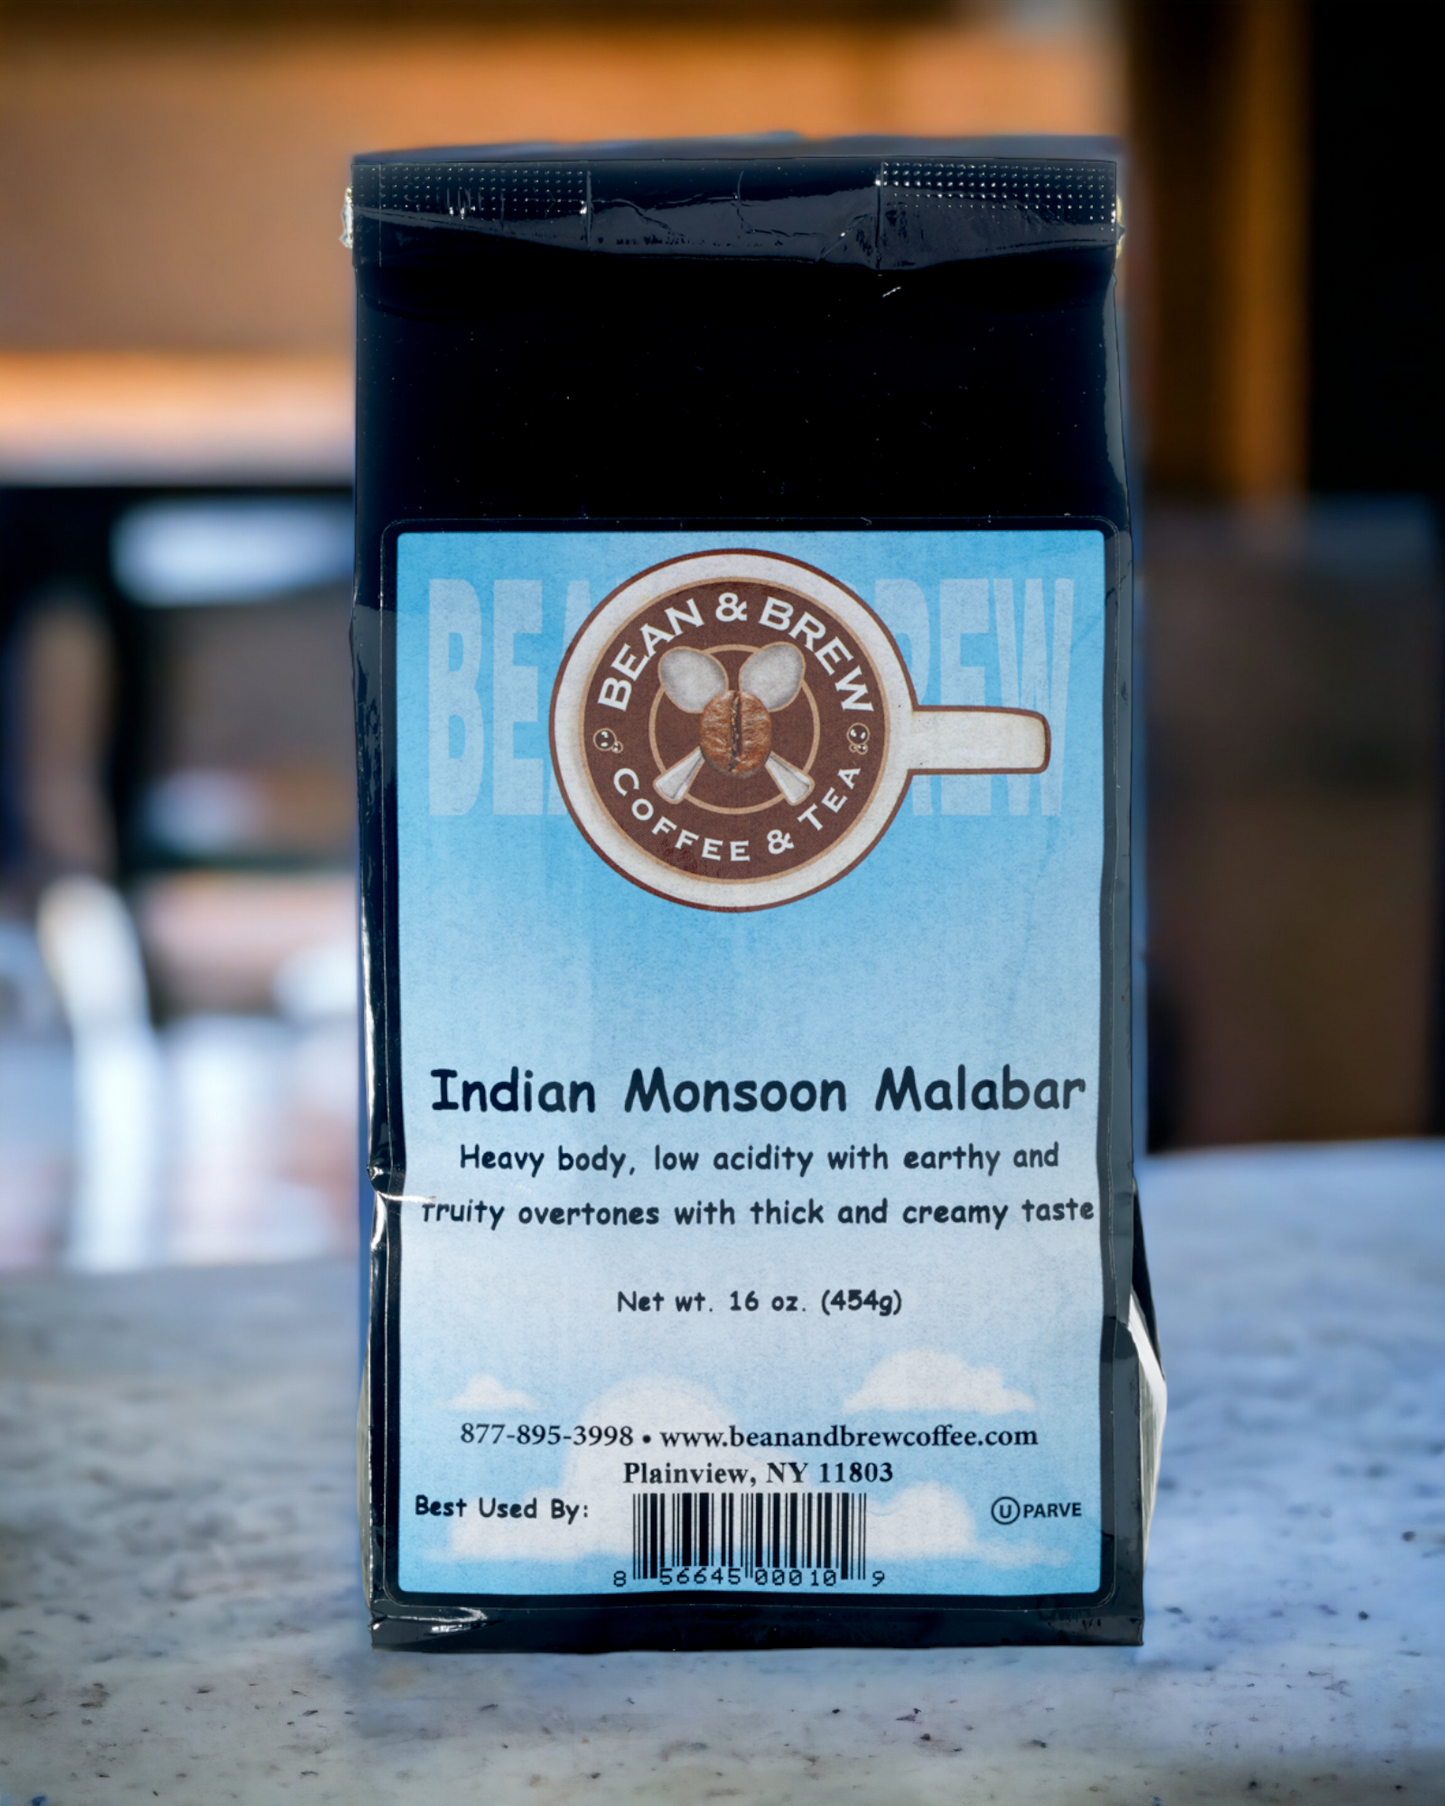 BEAN & BREW
BEAN & BREW
COFFEE & TEA
Indian Monsoon Malabar
Heavy body, low acidity with earthy and
fruity overtones with thick and creamy taste
Net wt. 16 oz. (454g)
877-895-3998 • www.beanandbrewcoffee.com
Plainview, NY 11803
Best Used By:
U PARVE
8 56645 00010 9